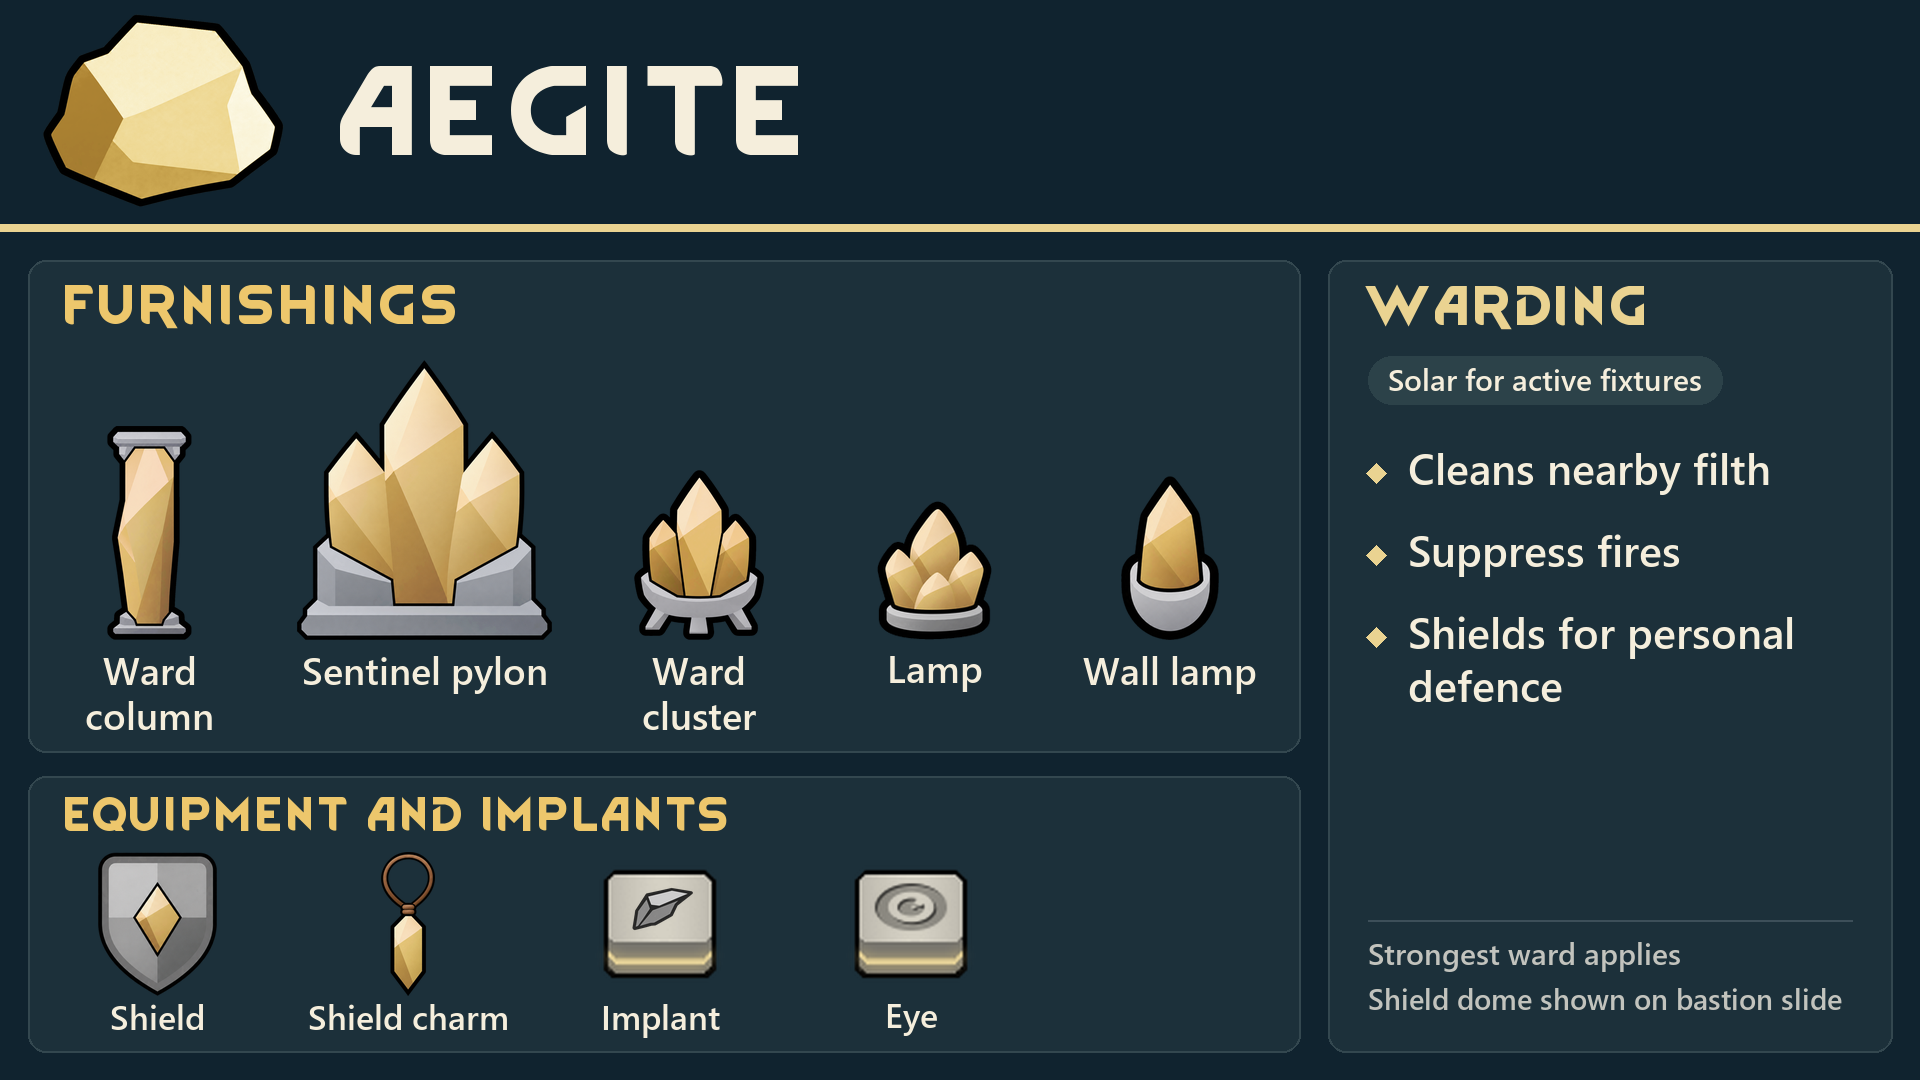 AEGITE
FURNISHINGS
Ward
column
Sentinel pylon
Ward
cluster
Lamp
Wall lamp
EQUIPMENT AND IMPLANTS
Shield
Shield charm
Implant
Eye
WARDING
Solar for active fixtures
Cleans nearby filth
Suppress fires
Shields for personal
defence
Strongest ward applies
Shield dome shown on bastion slide